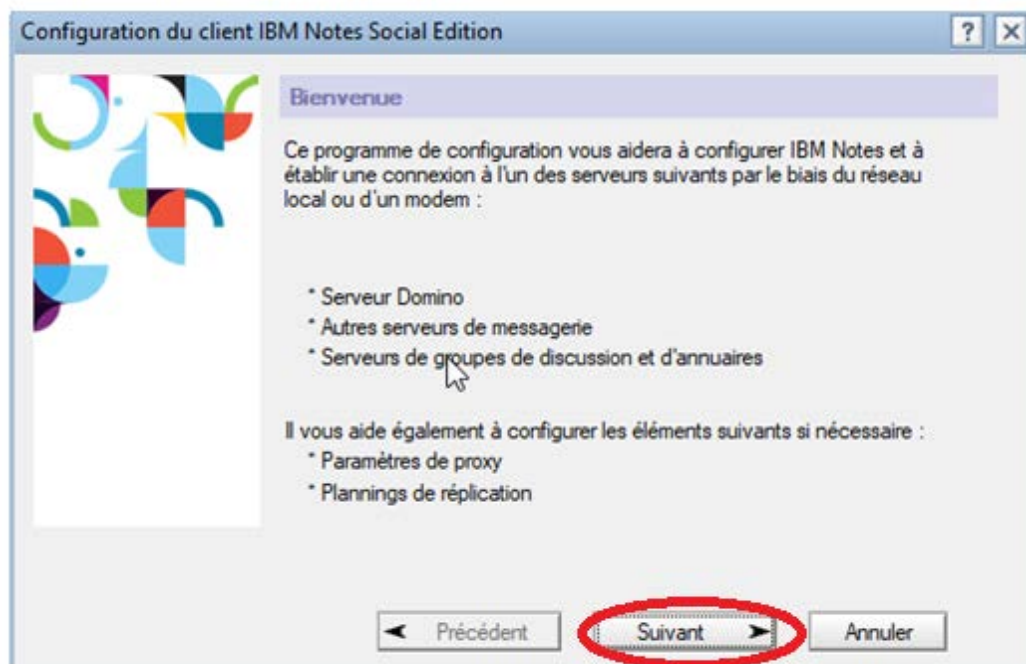 Configuration du client IBM Notes Social Edition
Bienvenue
Ce programme de configuration vous aidera à configurer IBM Notes et à
établir une connexion à l'un des serveurs suivants par le biais du réseau
local ou d'un modem :
* Serveur Domino
* Autres serveurs de messagerie
* Serveurs de groupes de discussion et d'annuaires
Il vous aide également à configurer les éléments suivants si nécessaire :
* Paramètres de proxy
* Plannings de réplication
Précédent
Suivant
Annuler